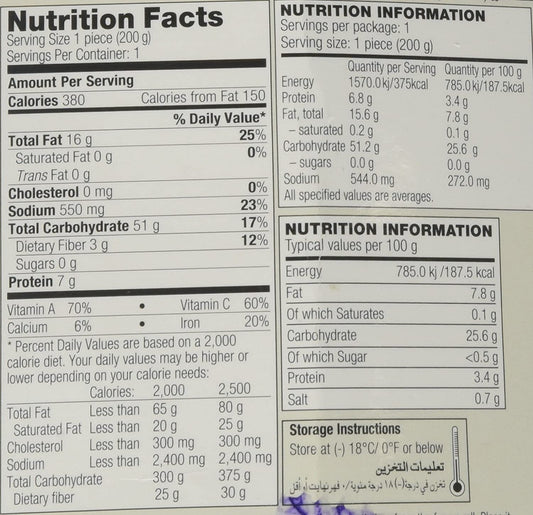 Nutrition Facts
Serving Size 1 piece (200 g)
Servings Per Container: 1
Amount Per Serving
Calories 380 Calories from Fat 150
% Daily Value*
Total Fat 16 g 25%
Saturated Fat 0 g 0%
Trans Fat 0 g
Cholesterol 0 mg 0%
Sodium 550 mg 23%
Total Carbohydrate 51 g 17%
Dietary Fiber 3 g 12%
Sugars 0 g
Protein 7 g
Vitamin A 70% • Vitamin C 60%
Calcium 6% • Iron 20%
* Percent Daily Values are based on a 2,000
calorie diet. Your daily values may be higher or
lower depending on your calorie needs:
Calories: 2,000 2,500
Total Fat Less than 65 g 80 g
Saturated Fat Less than 20 g 25 g
Cholesterol Less than 300 mg 300 mg
Sodium Less than 2,400 mg 2,400 mg
Total Carbohydrate 300 g 375 g
Dietary fiber 25 g 30 g
NUTRITION INFORMATION
Servings per package: 1
Serving size: 1 piece (200 g)
Quantity per Serving Quantity per 100 g
Energy 1570.0kj/375kcal 785.0kj/187.5kcal
Protein 6.8 g 3.4 g
Fat, total 15.6 g 7.8 g
– saturated 0.2 g 0.1 g
Carbohydrate 51.2 g 25.6 g
– sugars 0.0 g 0.0 g
Sodium 544.0 mg 272.0 mg
All specified values are averages.
NUTRITION INFORMATION
Typical values per 100 g
Energy 785.0 kj /187.5 kcal
Fat 7.8 g
Of which Saturates 0.1 g
Carbohydrate 25.6 g
Of which Sugar <0.5 g
Protein 3.4 g
Salt 0.7 g
Storage Instructions
Store at (-) 18°C/ 0°F or below
تعليمات التخزين
تخزن في درجة(-)١٨ درجة مئوية/٠ فهرنهايت أو أقل